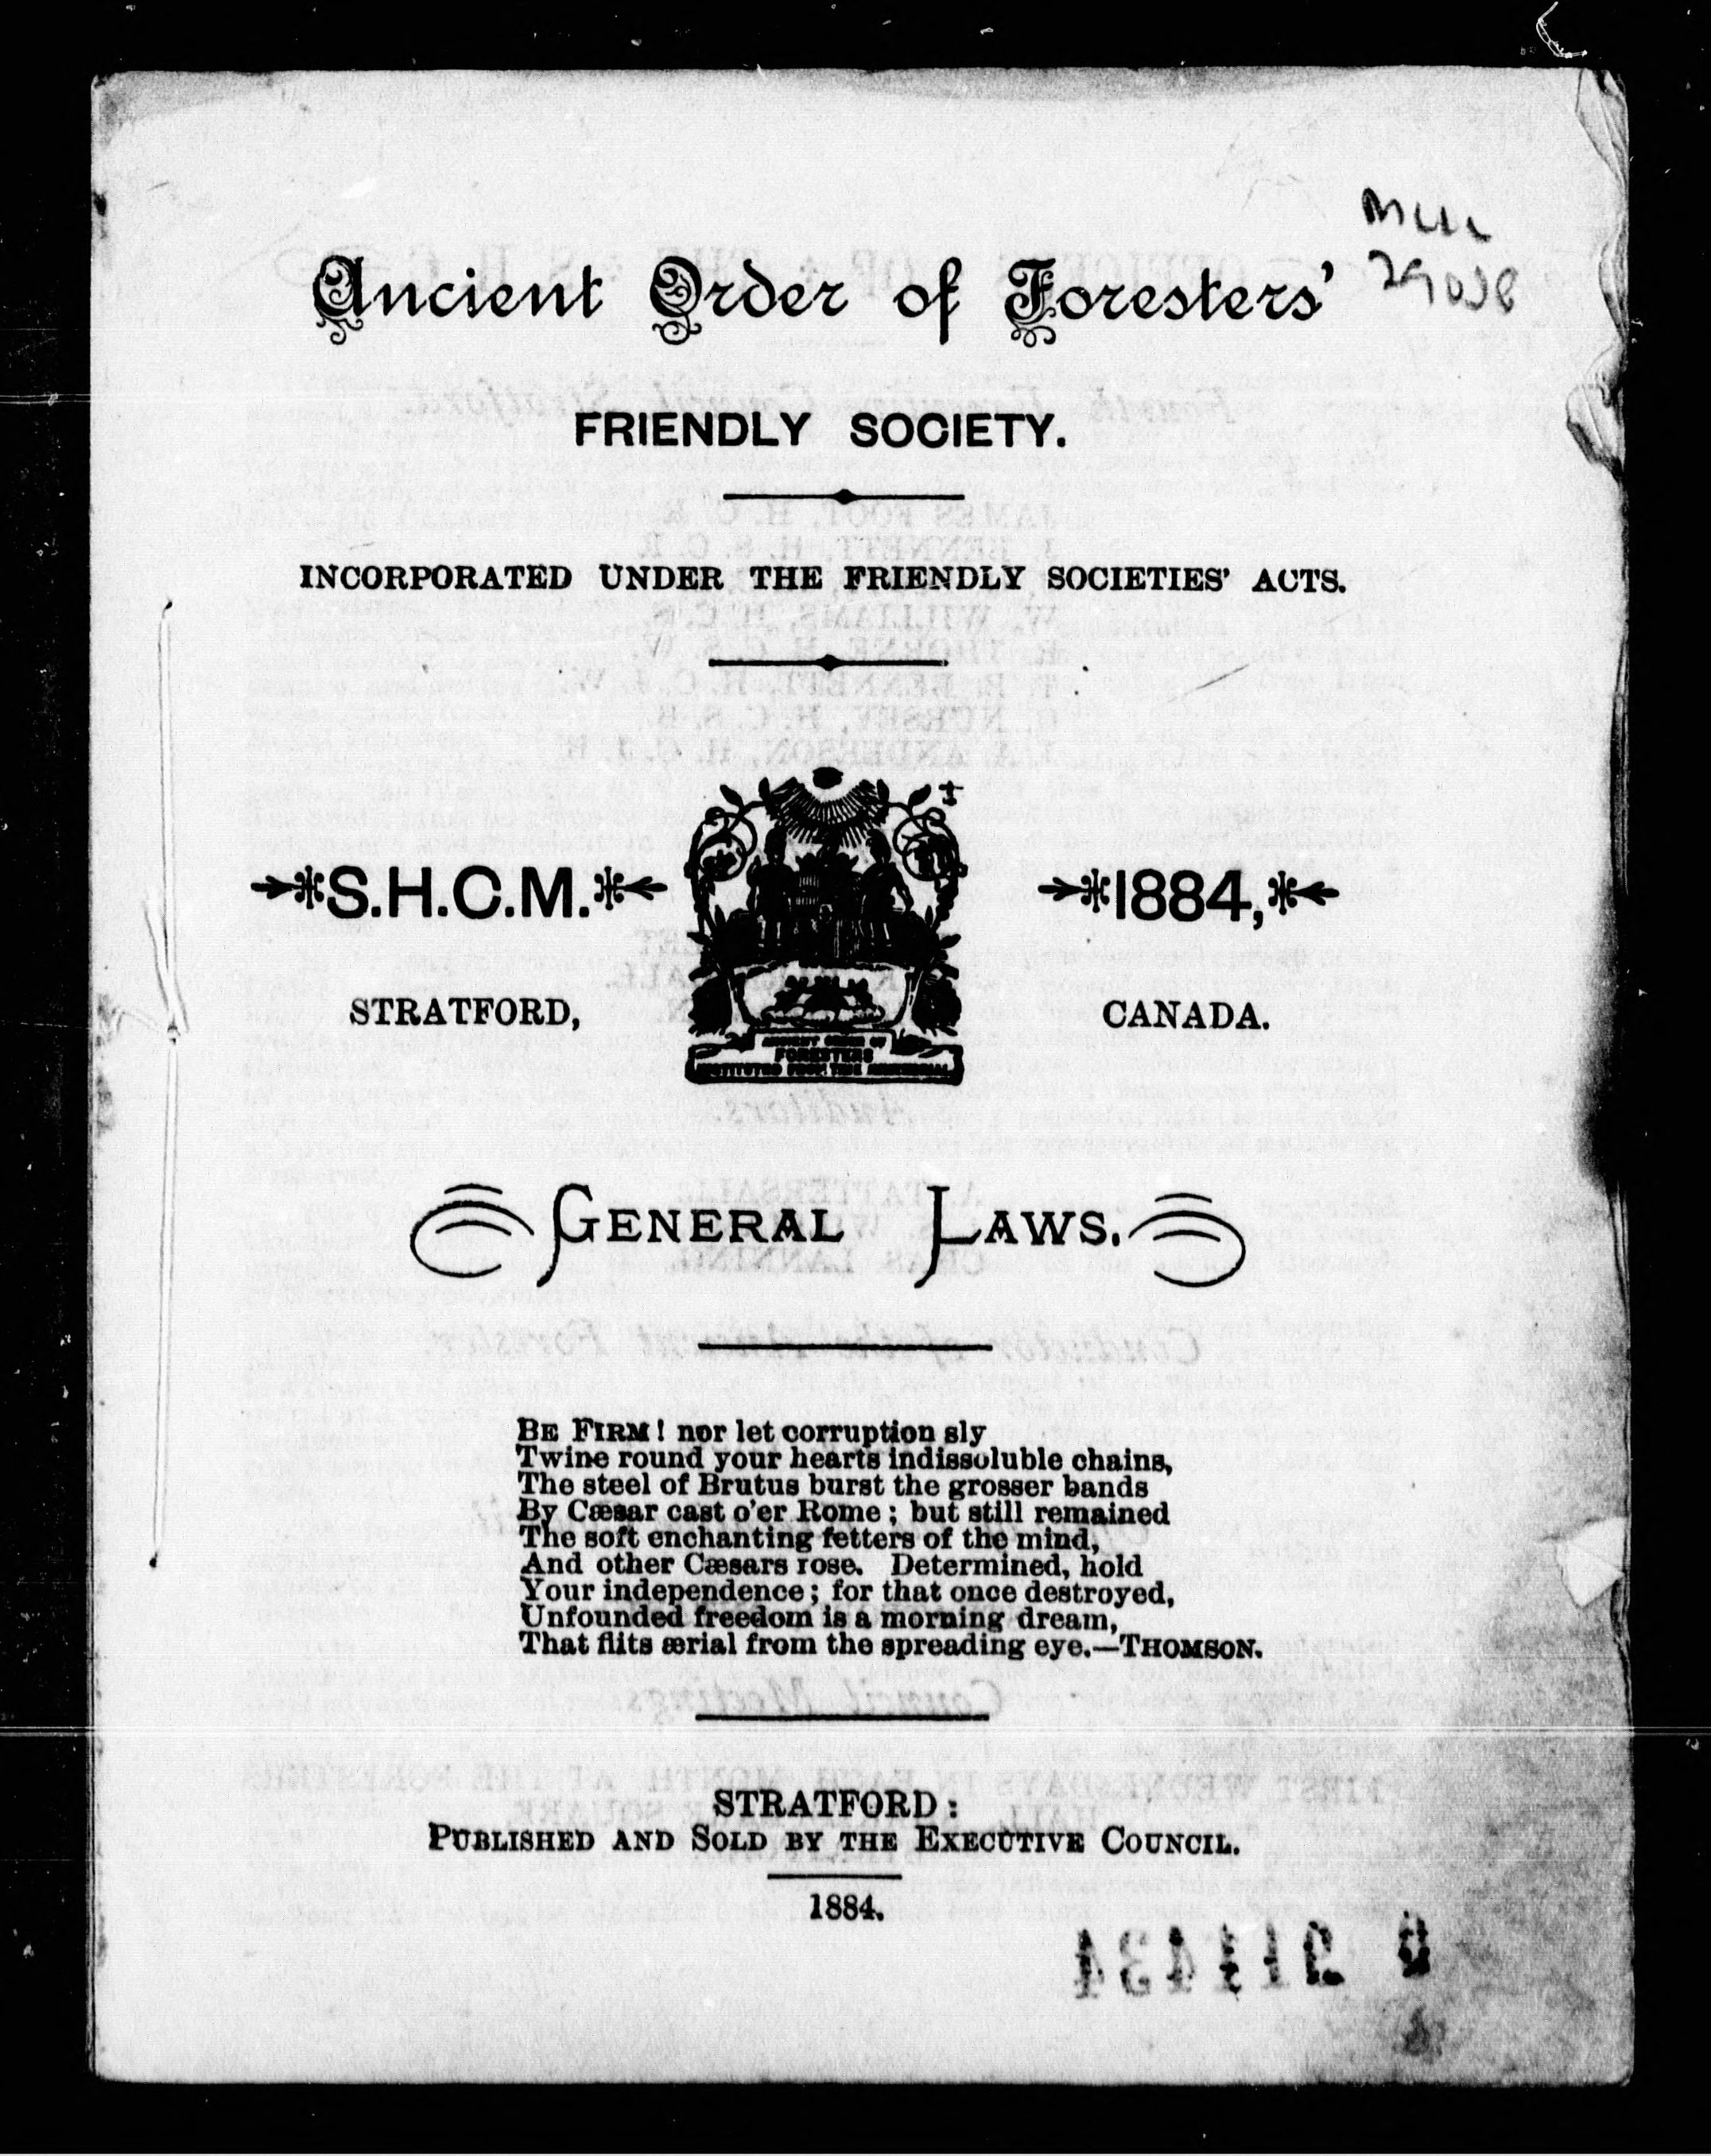 Ancient Order of Foresters'
FRIENDLY SOCIETY.
INCORPORATED UNDER THE FRIENDLY SOCIETIES' ACTS.
S.H.C.M. 1884,
STRATFORD, CANADA.
ANCIENT ORDER OF
FORESTERS
GENERAL LAWS.
BE FIRM! nor let corruption sly
Twine round your hearts indissoluble chains,
The steel of Brutus burst the grosser bands
By Cæsar cast o'er Rome; but still remained
The soft enchanting fetters of the mind,
And other Cæsars rose. Determined, hold
Your independence; for that once destroyed,
Unfounded freedom is a morning dream,
That flits ærial from the spreading eye.—THOMSON.
STRATFORD:
PUBLISHED AND SOLD BY THE EXECUTIVE COUNCIL.
1884.